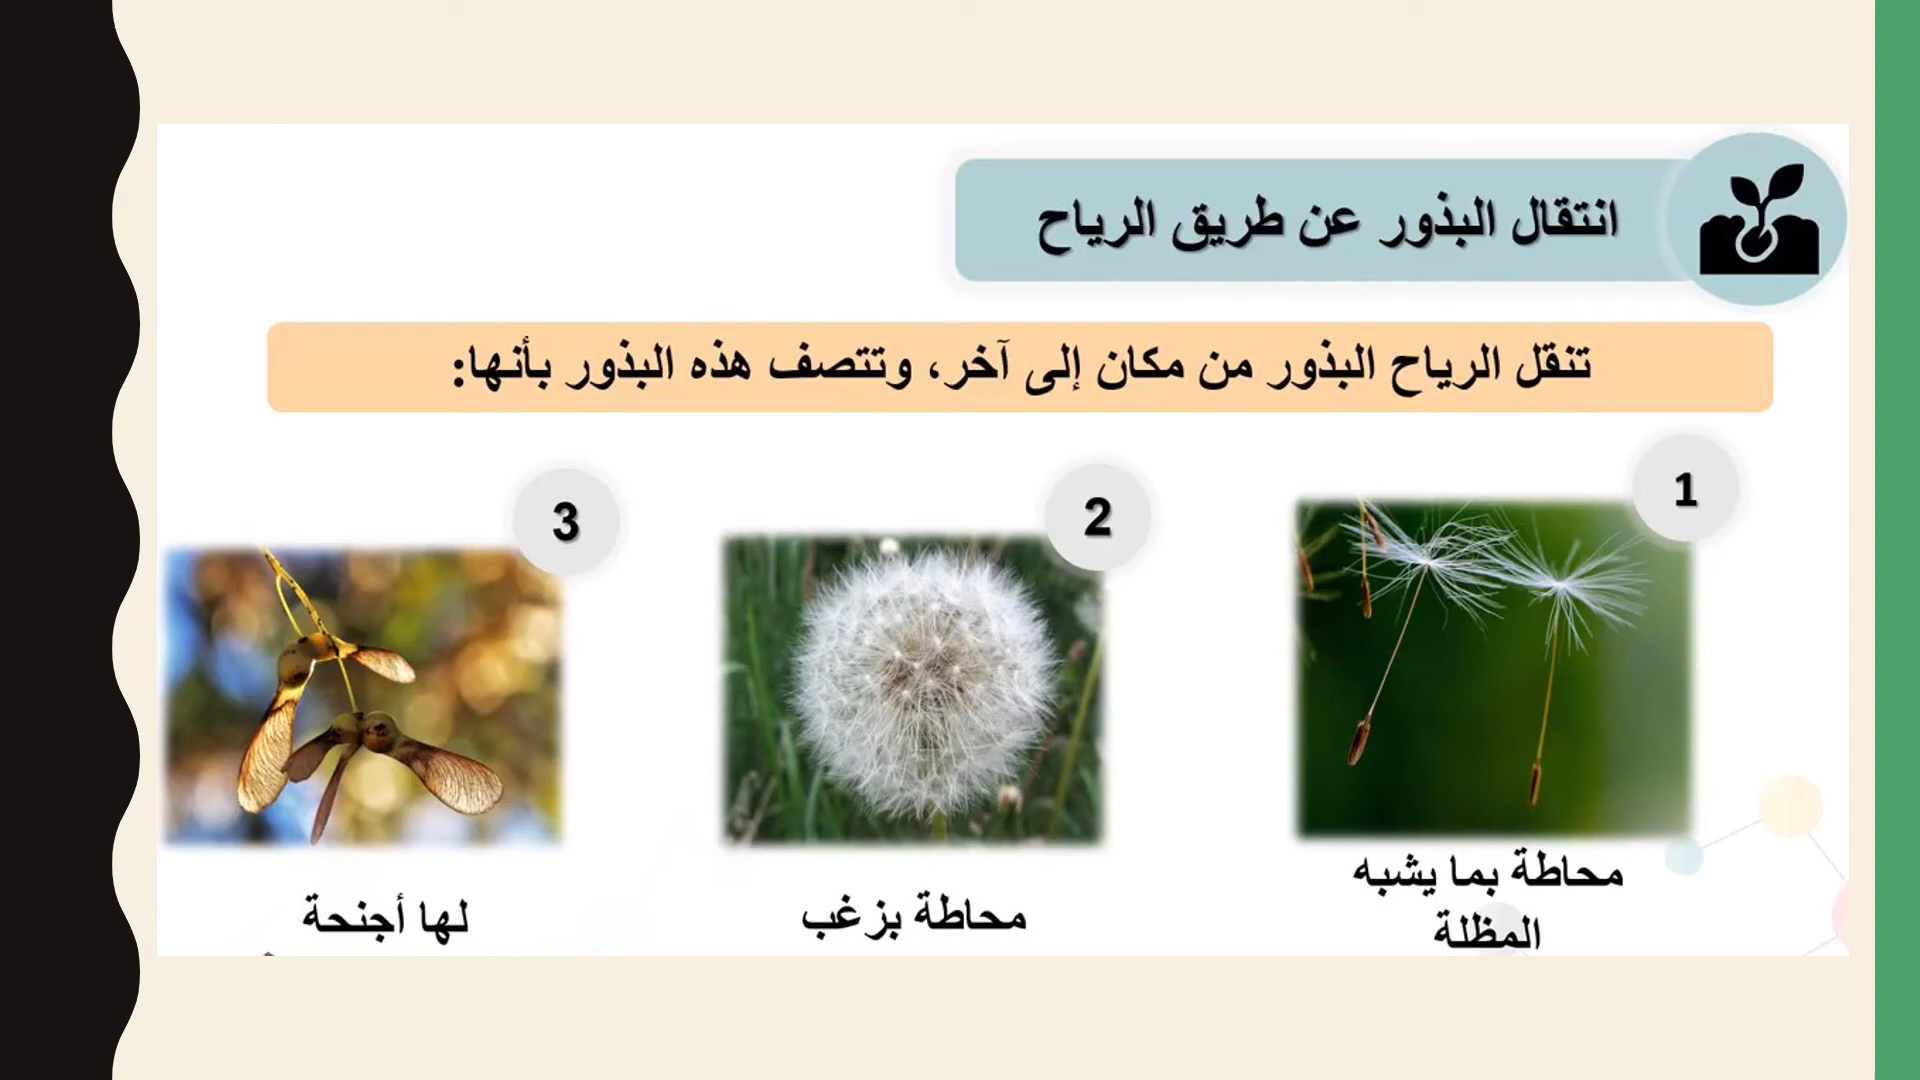 انتقال البذور عن طريق الرياح
تنقل الرياح البذور من مكان إلى آخر، وتتصف هذه البذور بأنها:
1
محاطة بما يشبه
المظلة
2
محاطة بزغب
3
لها أجنحة